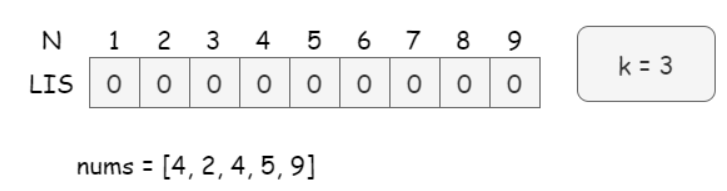 N 1 2 3 4 5 6 7 8 9
LIS 0 0 0 0 0 0 0 0 0
k = 3
nums = [4, 2, 4, 5, 9]